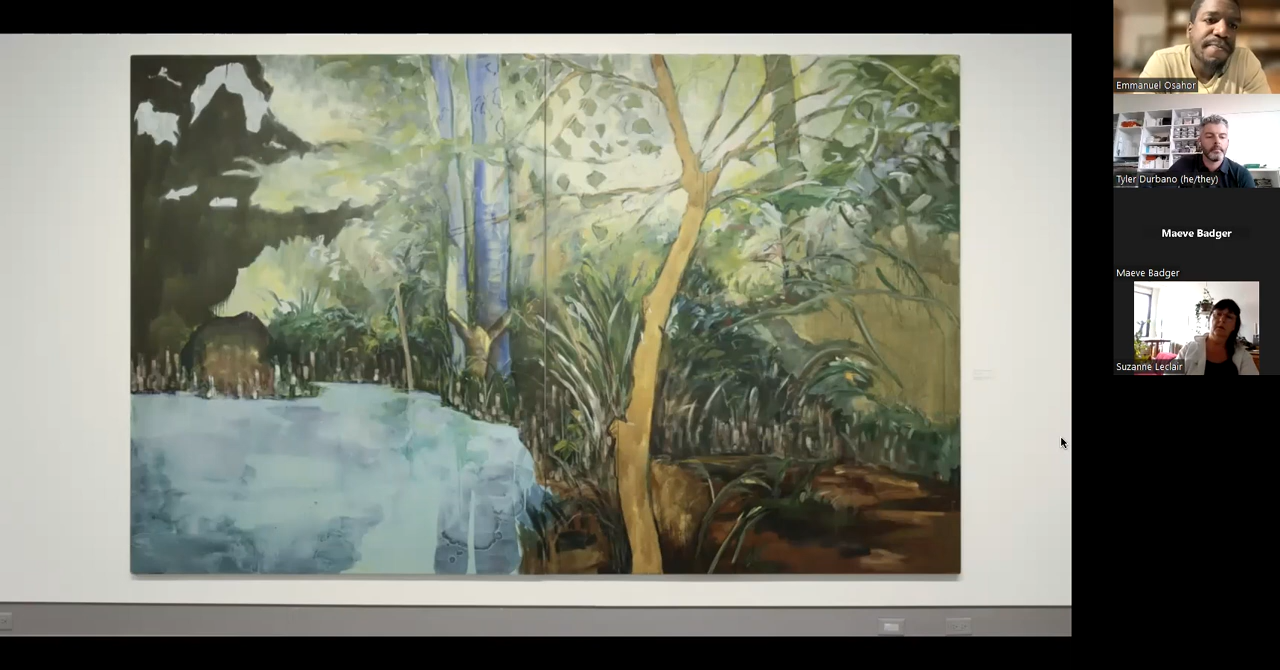 Emmanuel Osahor
Tyler Durbano (he/they)
Maeve Badger
Maeve Badger
Suzanne Leclair